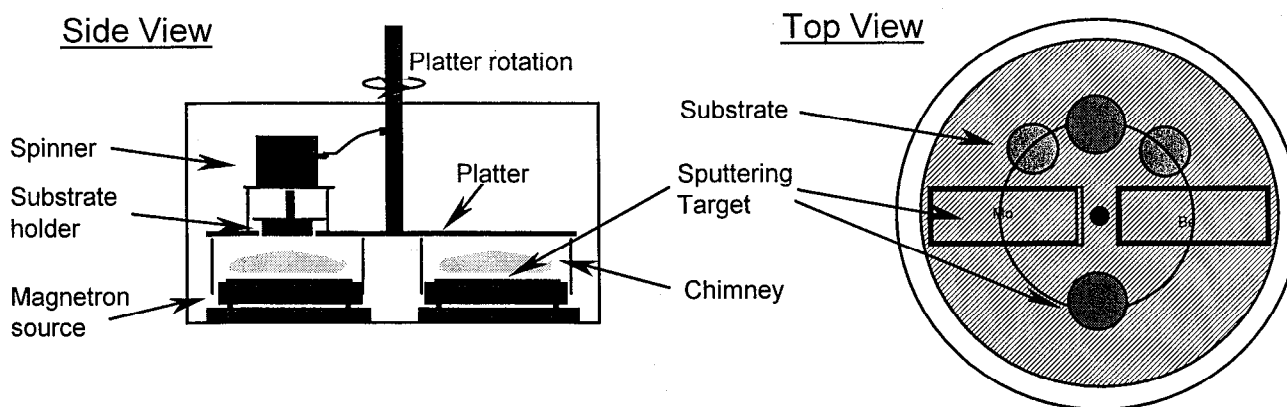 Side View
Platter rotation
Spinner
Substrate
holder
Platter
Magnetron
source
Chimney
Top View
Substrate
Sputtering
Target
Mo
Be